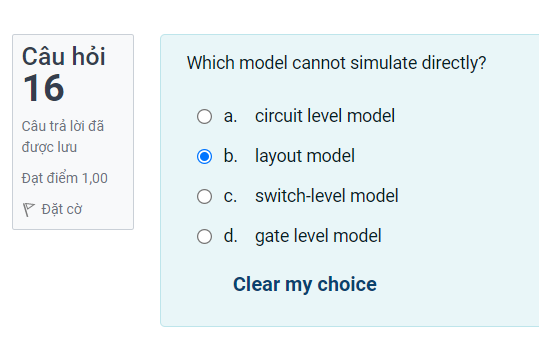 Câu hỏi
16
Câu trả lời đã
được lưu
Đạt điểm 1,00
Đặt cờ
Which model cannot simulate directly?
a. circuit level model
b. layout model
c. switch-level model
d. gate level model
Clear my choice